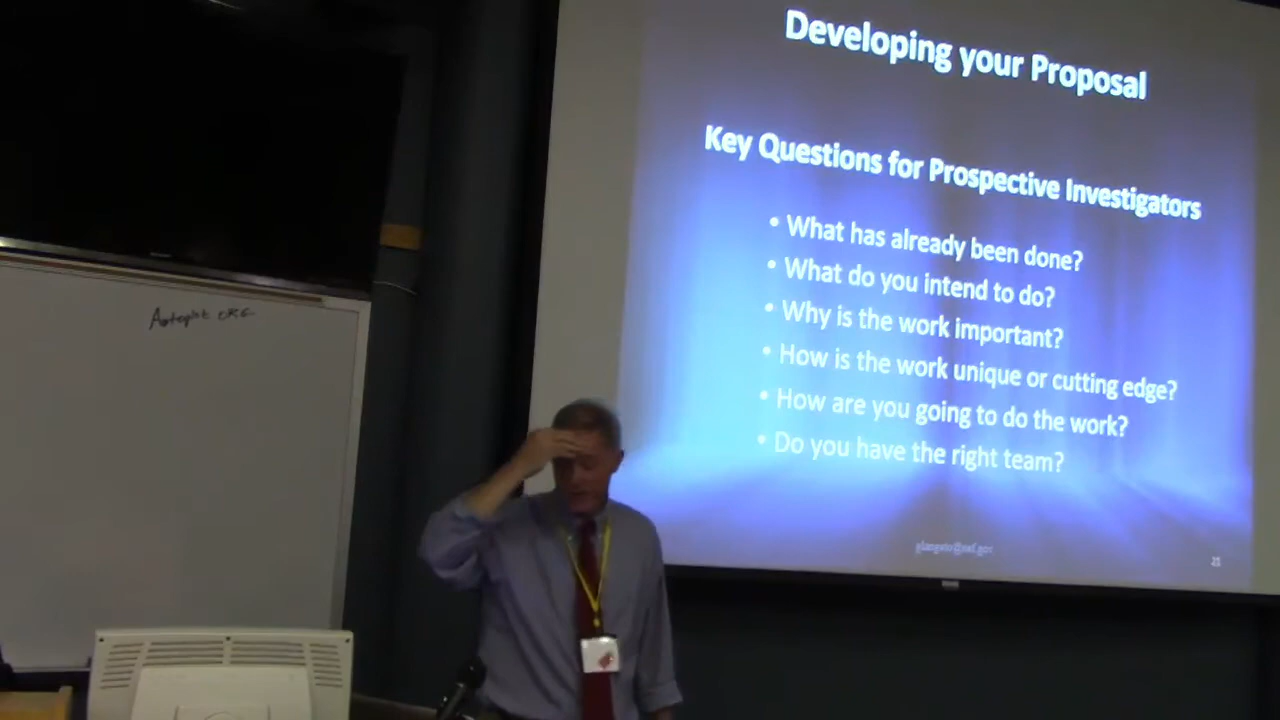 Developing your Proposal
Key Questions for Prospective Investigators
• What has already been done?
• What do you intend to do?
• Why is the work important?
• How is the work unique or cutting edge?
• How are you going to do the work?
• Do you have the right team?
21